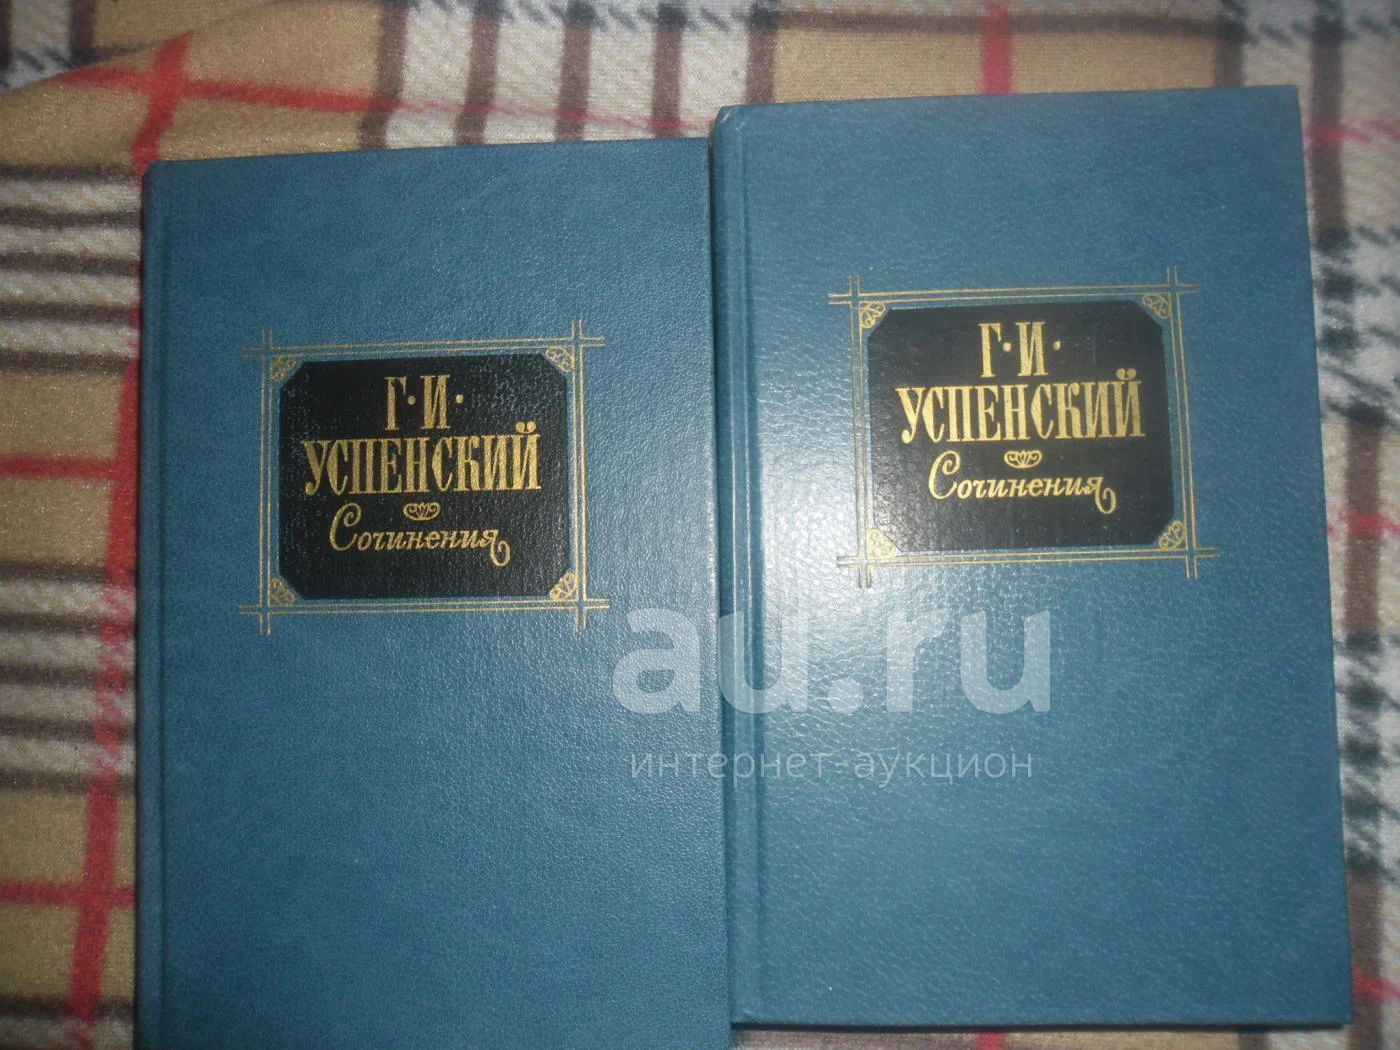 Г·И·
УСПЕНСКИЙ
Сочинения
Г·И·
УСПЕНСКИЙ
Сочинения
au.ru
интернет-аукцион